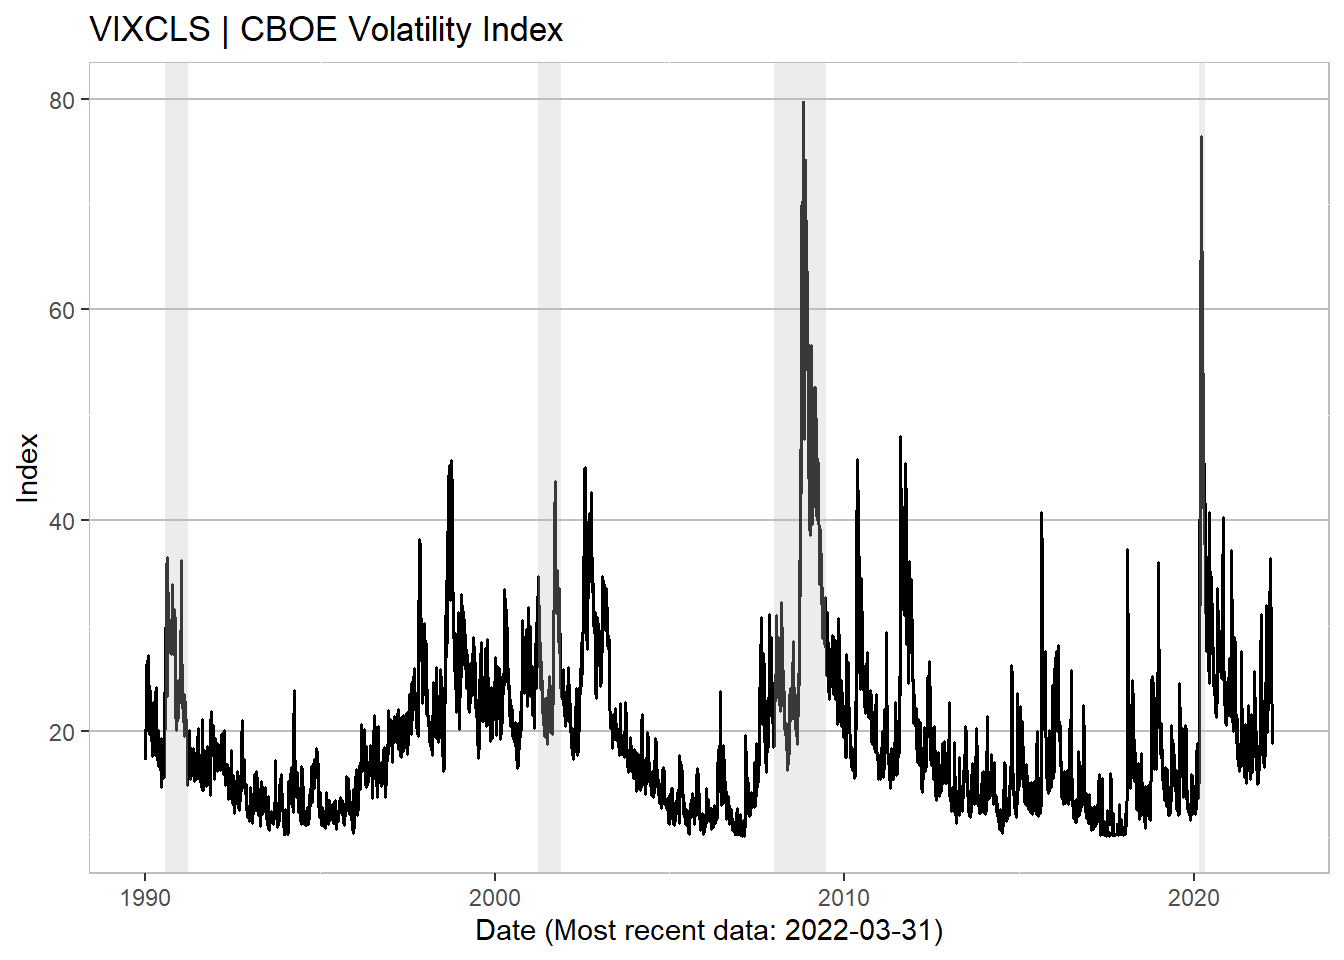 VIXCLS | CBOE Volatility Index
80
60
40
20
Index
1990
2000
2010
2020
Date (Most recent data: 2022-03-31)